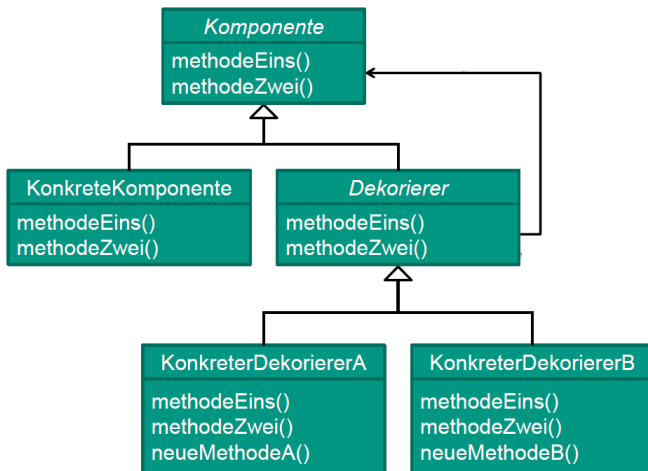 Komponente
methodeEins()
methodeZwei()
KonkreteKomponente
methodeEins()
methodeZwei()
Dekorierer
methodeEins()
methodeZwei()
KonkreterDekoriererA
methodeEins()
methodeZwei()
neueMethodeA()
KonkreterDekoriererB
methodeEins()
methodeZwei()
neueMethodeB()